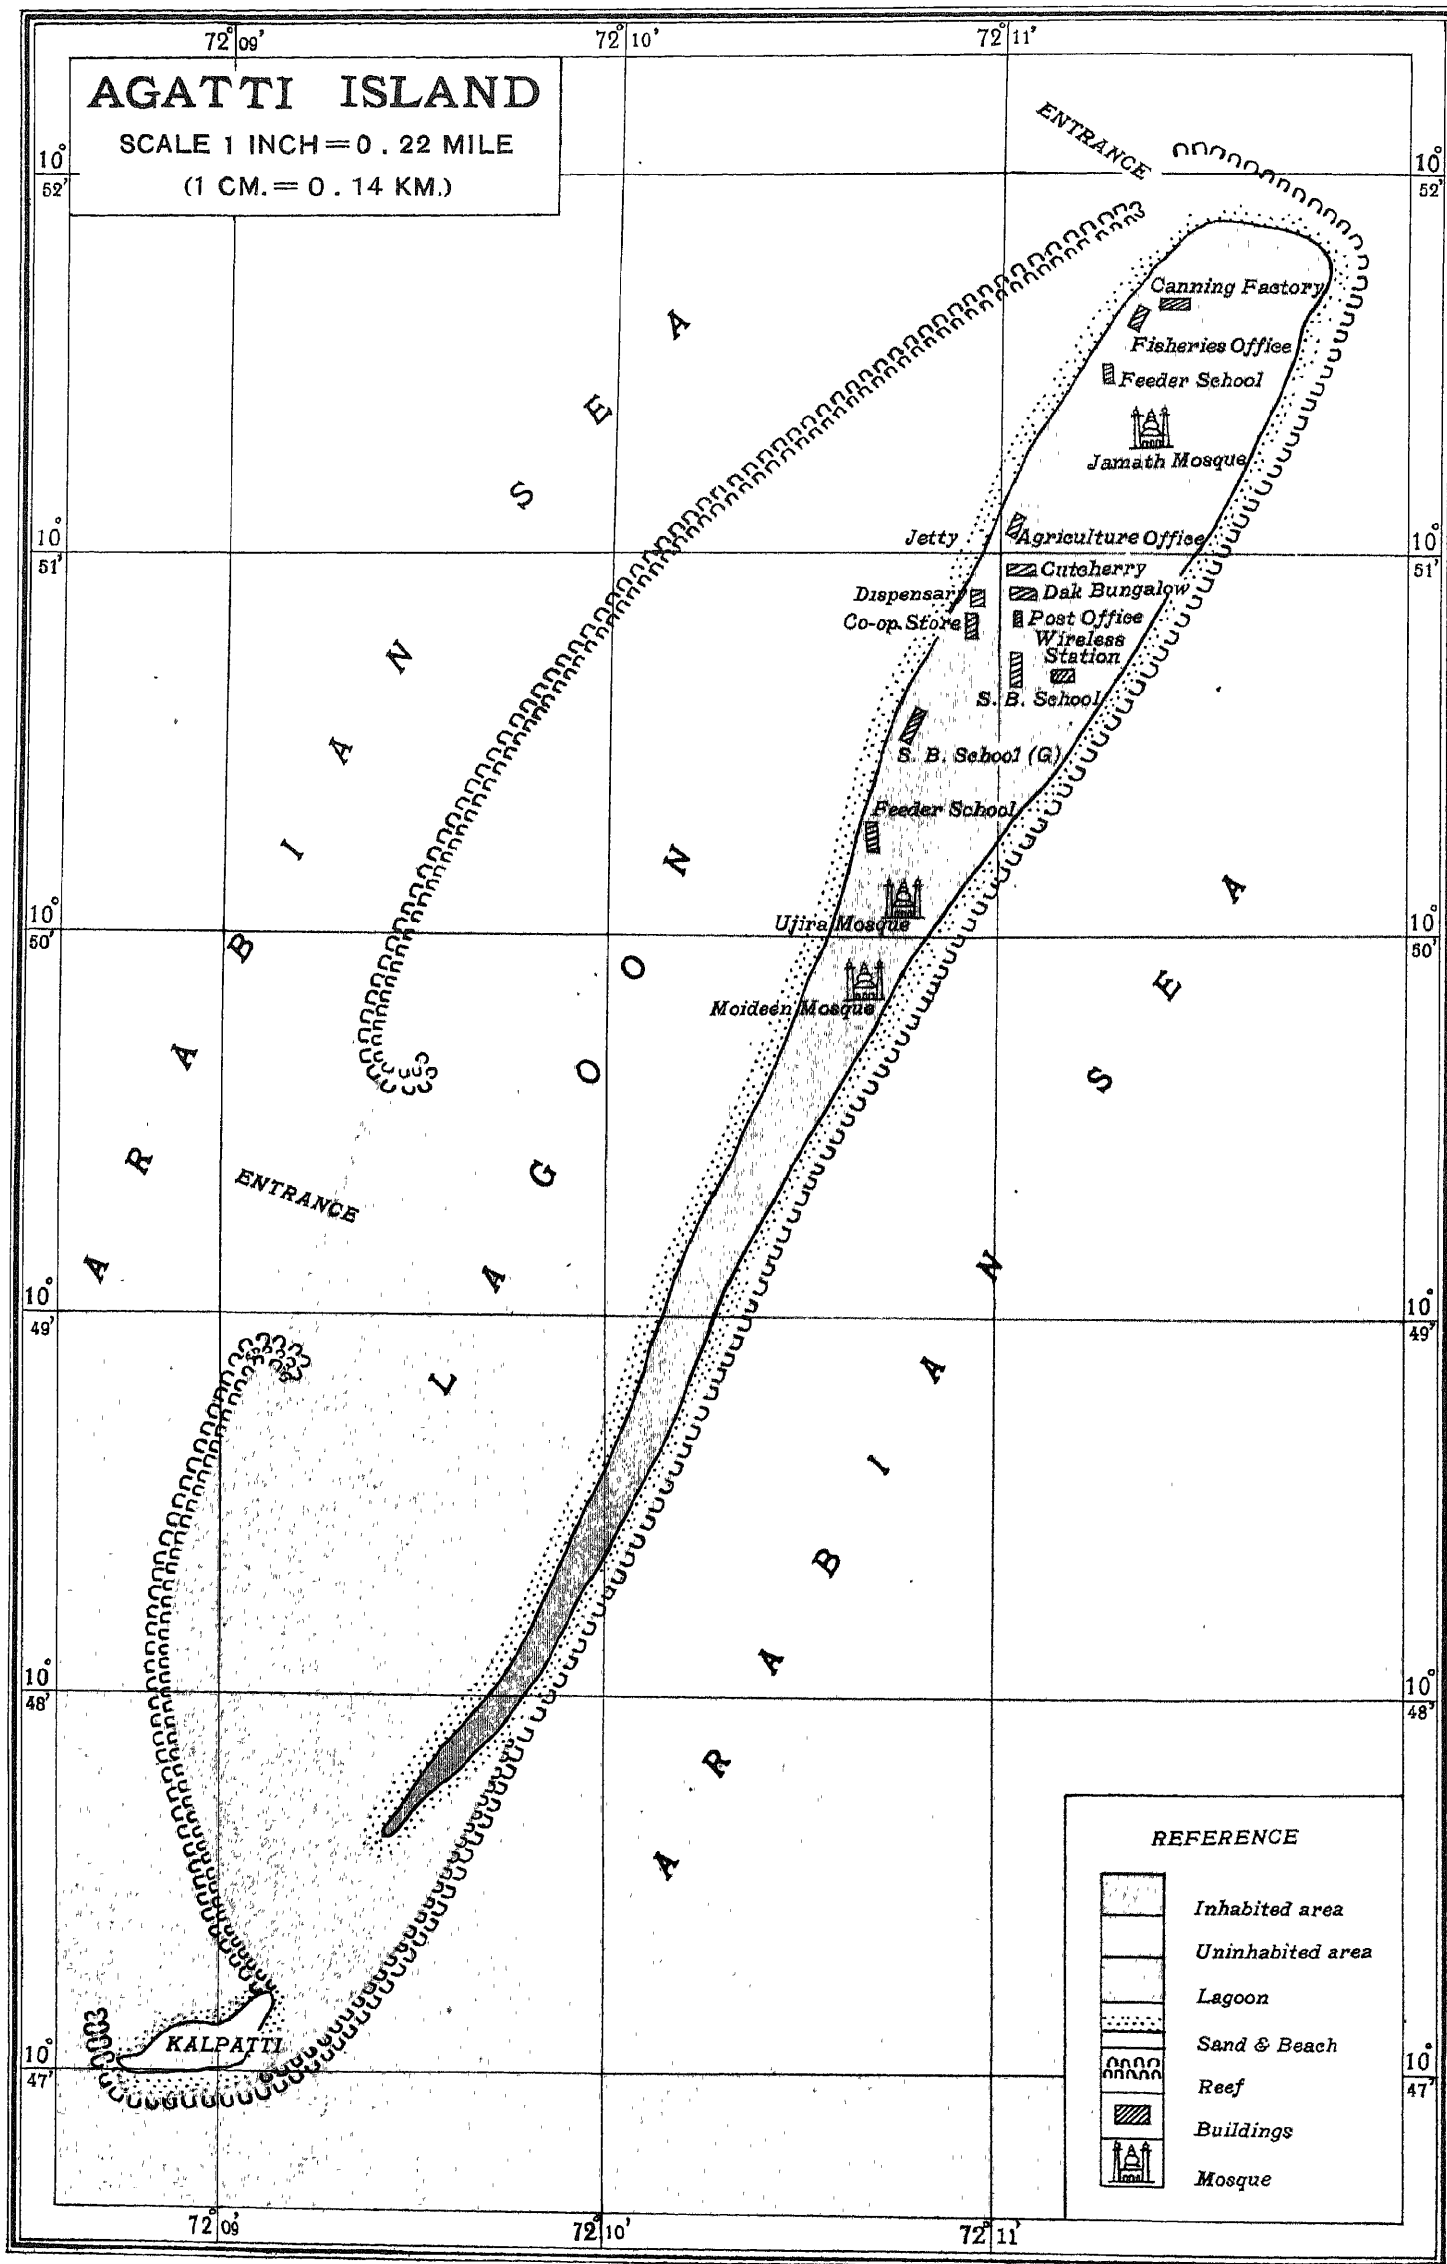 72° 09'
72° 10'
72° 11'
AGATTI ISLAND
SCALE 1 INCH = 0.22 MILE
(1 CM. = 0.14 KM.)
ENTRANCE
10° 52'
10° 52'
Canning Factory
Fisheries Office
Feeder School
Jamath Mosque
Jetty
Agriculture Office
10° 51'
10° 51'
Cutcherry
Dispensary
Dak Bungalow
Co-op. Store
Post Office
Wireless
Station
S. B. School
S. B. School (G)
Feeder School
Ujira Mosque
10° 50'
10° 50'
Moideen Mosque
ARABIAN SEA
LAGOON
ARABIAN SEA
ENTRANCE
10° 49'
10° 49'
10° 48'
10° 48'
KALPATTI
10° 47'
10° 47'
REFERENCE
Inhabited area
Uninhabited area
Lagoon
Sand & Beach
Reef
Buildings
Mosque
72° 09'
72° 10'
72° 11'